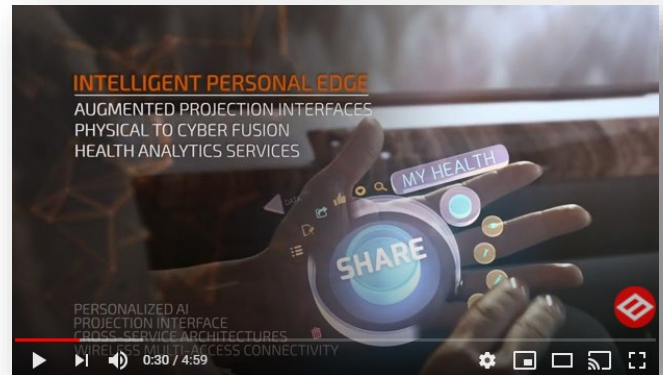 INTELLIGENT PERSONAL EDGE
AUGMENTED PROJECTION INTERFACES
PHYSICAL TO CYBER FUSION
HEALTH ANALYTICS SERVICES
MY HEALTH
DATA
SHARE
PERSONALIZED AI
PROJECTION INTERFACE
CROSS-SERVICE ARCHITECTURES
WIRELESS MULTI-ACCESS CONNECTIVITY
0:30 / 4:59